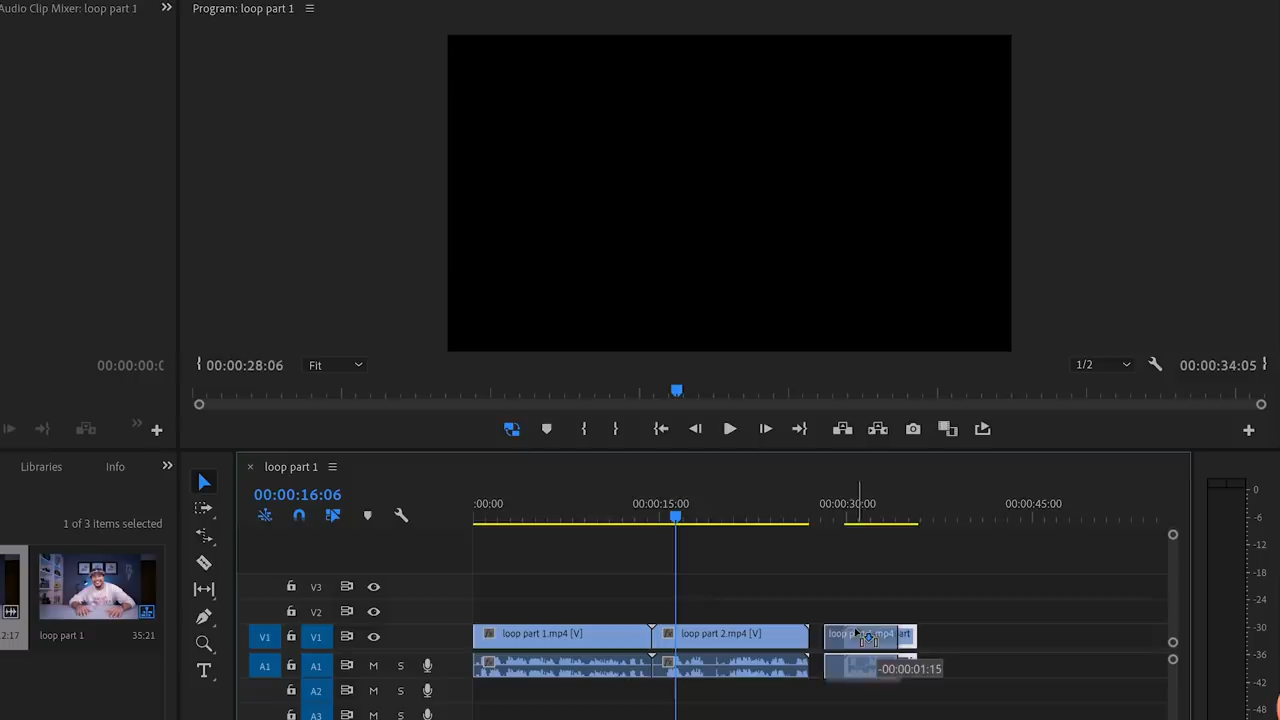 Audio Clip Mixer: loop part 1
Program: loop part 1
00:00:00:0
00:00:28:06
Fit
1/2
00:00:34:05
Libraries
Info
1 of 3 items selected
2:17
loop part 1
35:21
loop part 1
00:00:16:06
:00:00
00:00:15:00
00:00:30:00
00:00:45:00
V3
V2
V1
V1
loop part 1.mp4 [V]
loop part 2.mp4 [V]
A1
A1
M
S
-00:00:01:15
A2
M
S
A3
M
S
0
-6
-12
-18
-24
-30
-36
-42
-48